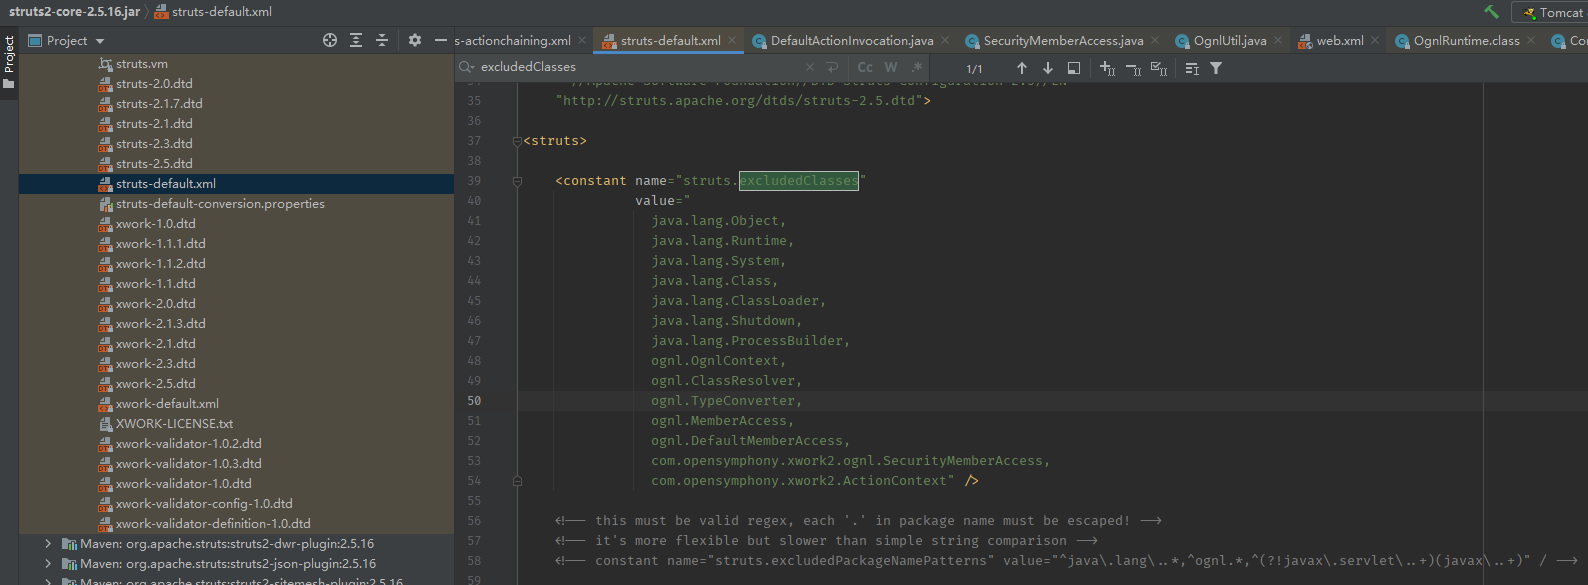 struts2-core-2.5.16.jar struts-default.xml Tomcat
Project
Project
s-actionchaining.xml struts-default.xml DefaultActionInvocation.java SecurityMemberAccess.java OgnlUtil.java web.xml OgnlRuntime.class Co
excludedClasses Cc W .* 1/1
struts.vm
struts-2.0.dtd
struts-2.1.7.dtd
struts-2.1.dtd
struts-2.3.dtd
struts-2.5.dtd
struts-default.xml
struts-default-conversion.properties
xwork-1.0.dtd
xwork-1.1.1.dtd
xwork-1.1.2.dtd
xwork-1.1.dtd
xwork-2.0.dtd
xwork-2.1.3.dtd
xwork-2.1.dtd
xwork-2.3.dtd
xwork-2.5.dtd
xwork-default.xml
XWORK-LICENSE.txt
xwork-validator-1.0.2.dtd
xwork-validator-1.0.3.dtd
xwork-validator-1.0.dtd
xwork-validator-config-1.0.dtd
xwork-validator-definition-1.0.dtd
Maven: org.apache.struts:struts2-dwr-plugin:2.5.16
Maven: org.apache.struts:struts2-json-plugin:2.5.16
Maven: org.apache.struts:struts2-sitemesh-plugin:2.5.16
35 "http://struts.apache.org/dtds/struts-2.5.dtd">
36
37 <struts>
38
39 <constant name="struts.excludedClasses"
40 value="
41 java.lang.Object,
42 java.lang.Runtime,
43 java.lang.System,
44 java.lang.Class,
45 java.lang.ClassLoader,
46 java.lang.Shutdown,
47 java.lang.ProcessBuilder,
48 ognl.OgnlContext,
49 ognl.ClassResolver,
50 ognl.TypeConverter,
51 ognl.MemberAccess,
52 ognl.DefaultMemberAccess,
53 com.opensymphony.xwork2.ognl.SecurityMemberAccess,
54 com.opensymphony.xwork2.ActionContext" />
55
56 <!-- this must be valid regex, each '.' in package name must be escaped! -->
57 <!-- it's more flexible but slower than simple string comparison -->
58 <!-- constant name="struts.excludedPackageNamePatterns" value="^java\.lang\..*,^ognl.*,^(?!javax\.servlet\..+)(javax\..+)" / -->
59